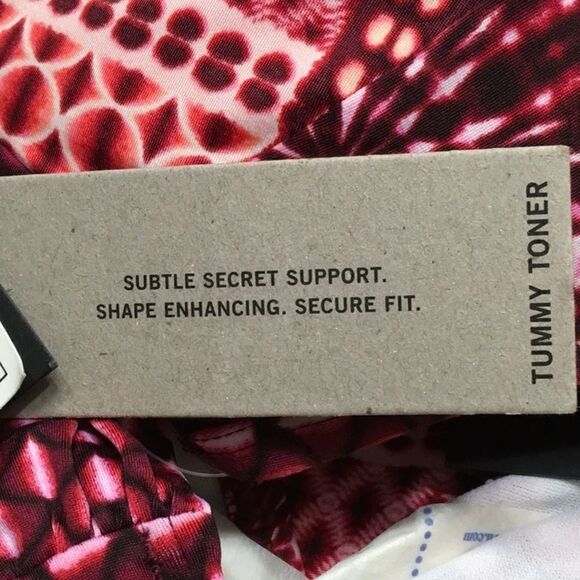 SUBTLE SECRET SUPPORT.
SHAPE ENHANCING. SECURE FIT.
TUMMY TONER